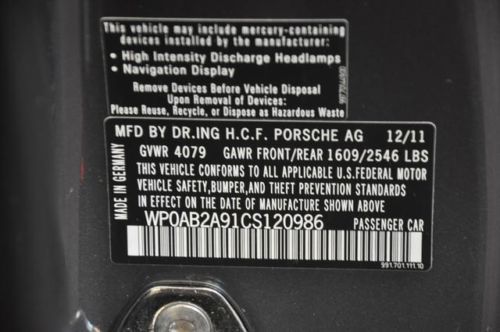 This vehicle may include mercury-containing
devices installed by the manufacturer:
• High Intensity Discharge Headlamps
• Navigation Display
Remove Devices Before Vehicle Disposal
Upon Removal of Devices:
Please Reuse, Recycle, or Dispose as Hazardous Waste
MFD BY DR.ING H.C.F. PORSCHE AG 12/11
GVWR 4079 GAWR FRONT/REAR 1609/2546 LBS
THIS VEHICLE CONFORMS TO ALL APPLICABLE U.S.FEDERAL MOTOR
VEHICLE SAFETY,BUMPER,AND THEFT PREVENTION STANDARDS
IN EFFECT ON THE DATE OF MANUFACTURE SHOWN ABOVE.
WP0AB2A91CS120986 PASSENGER CAR
MADE IN GERMANY
991.701.111.10